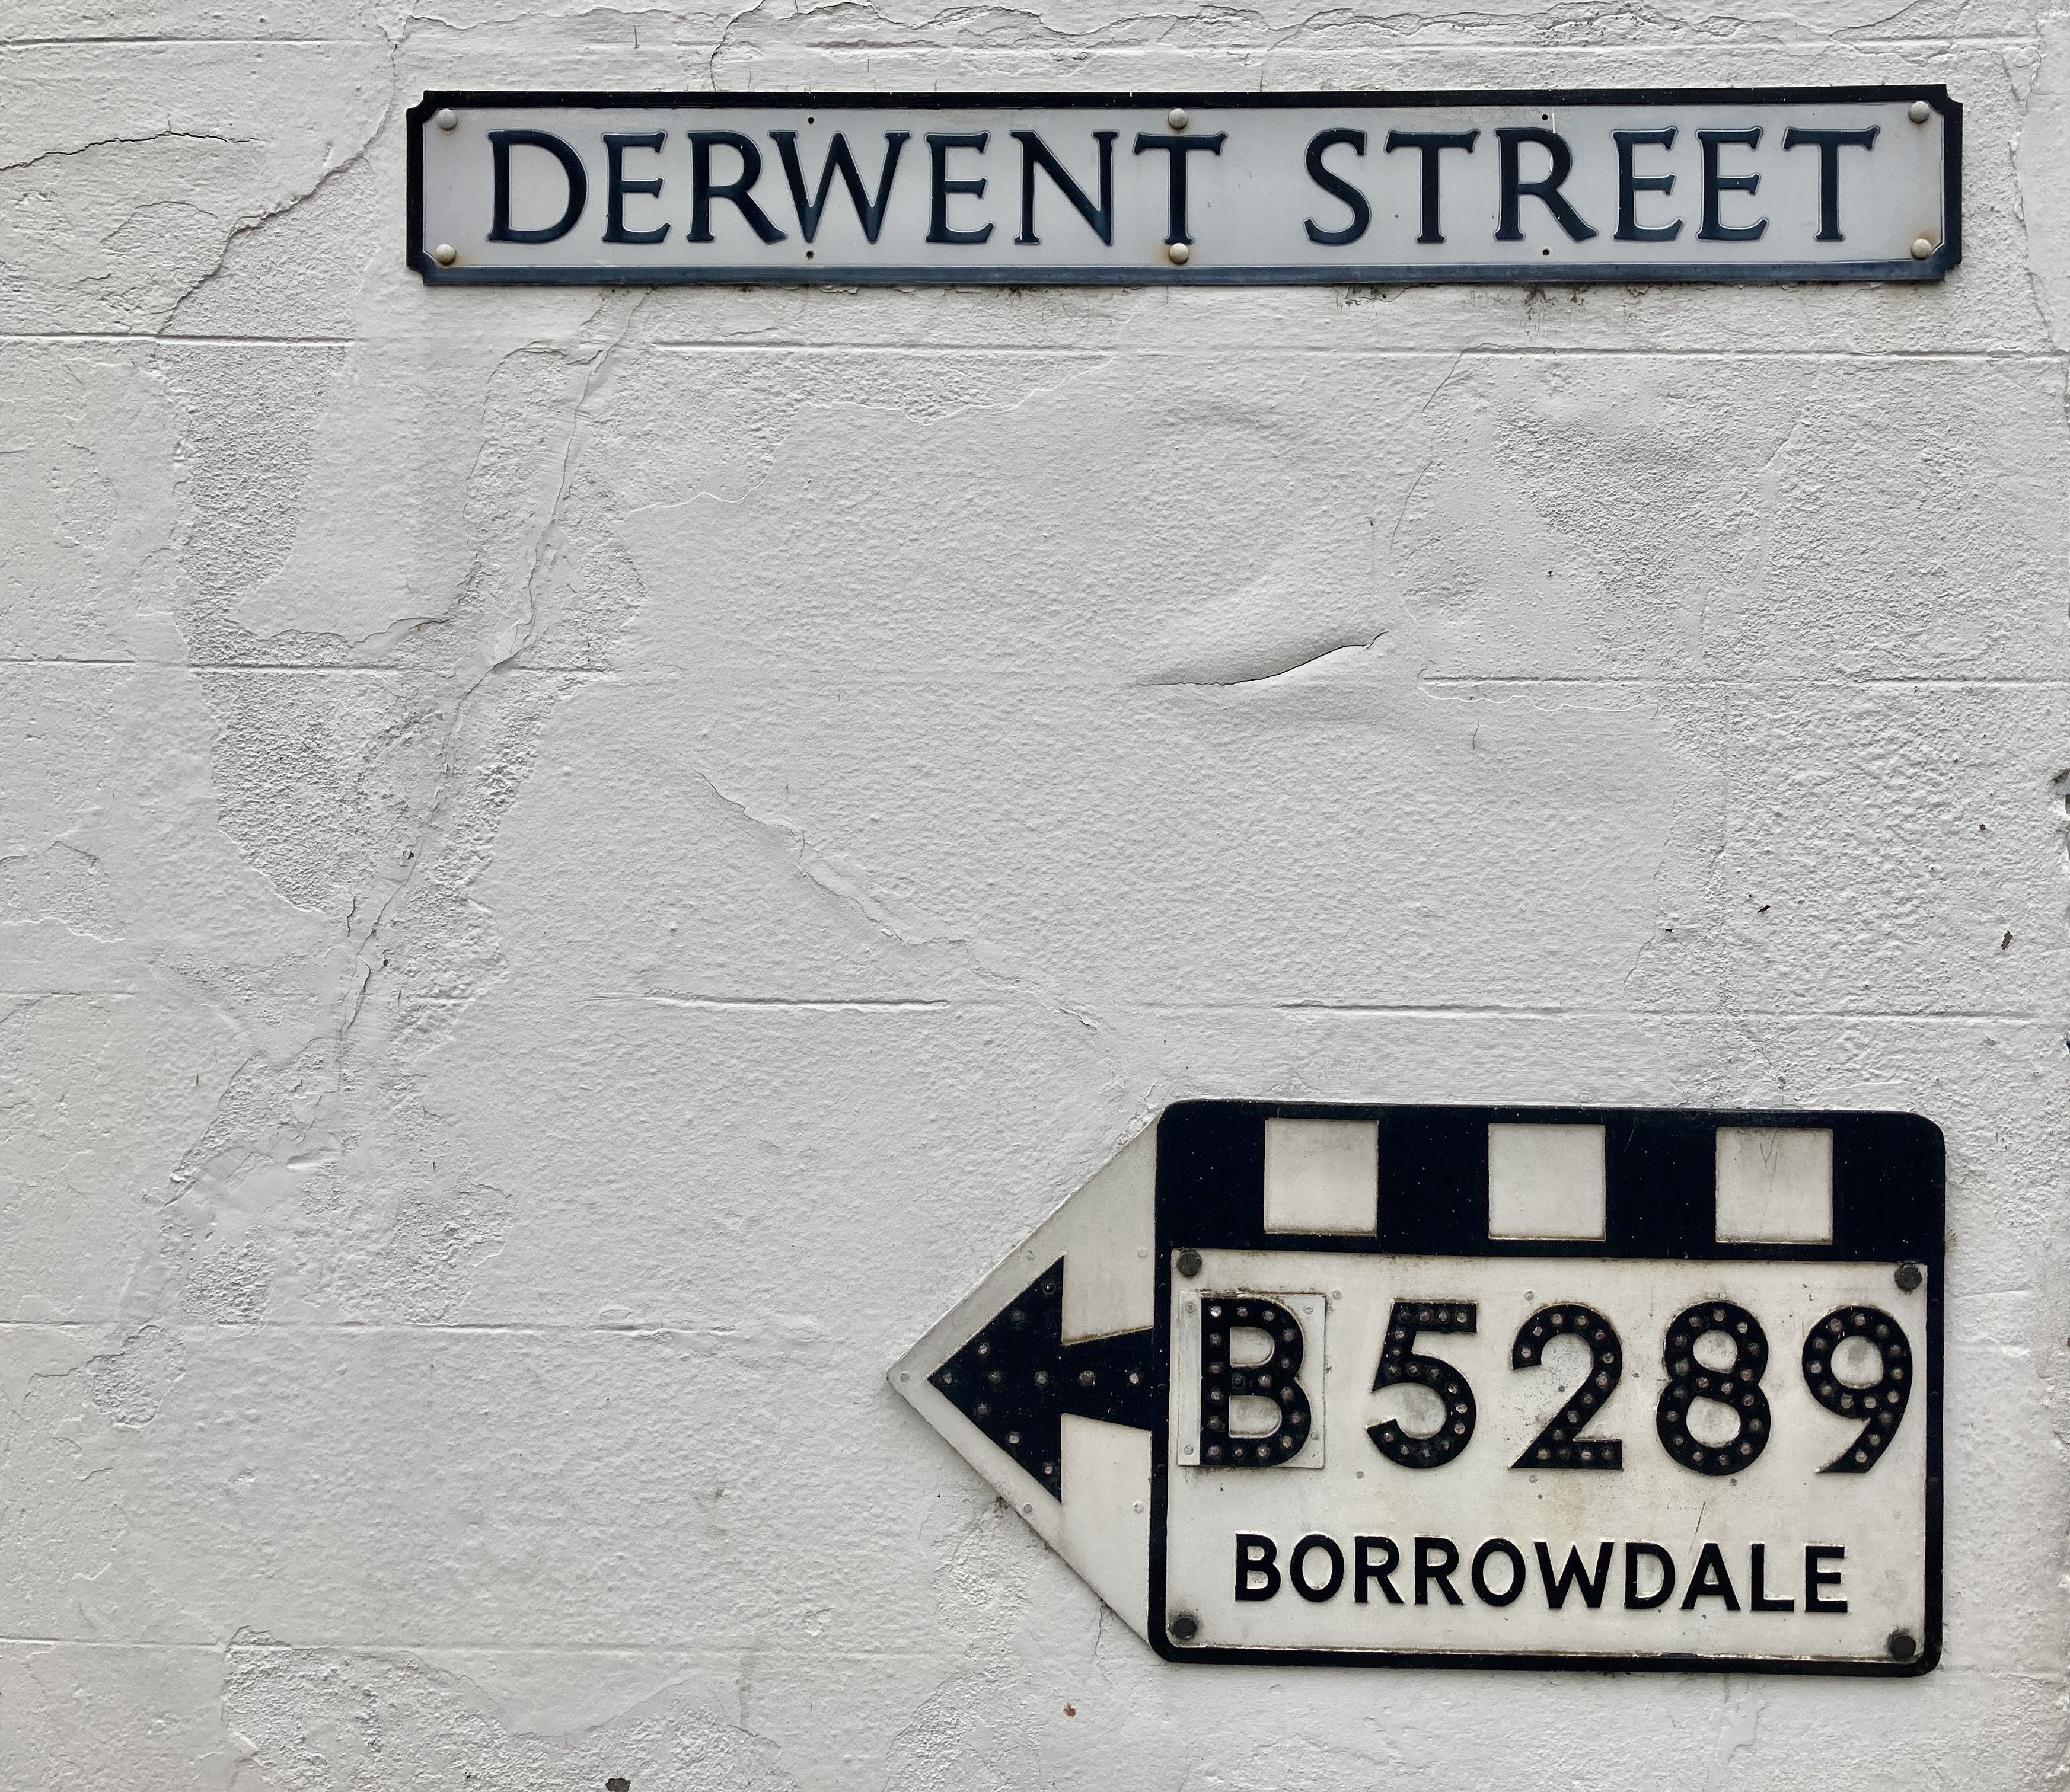 DERWENT STREET
B5289
BORROWDALE